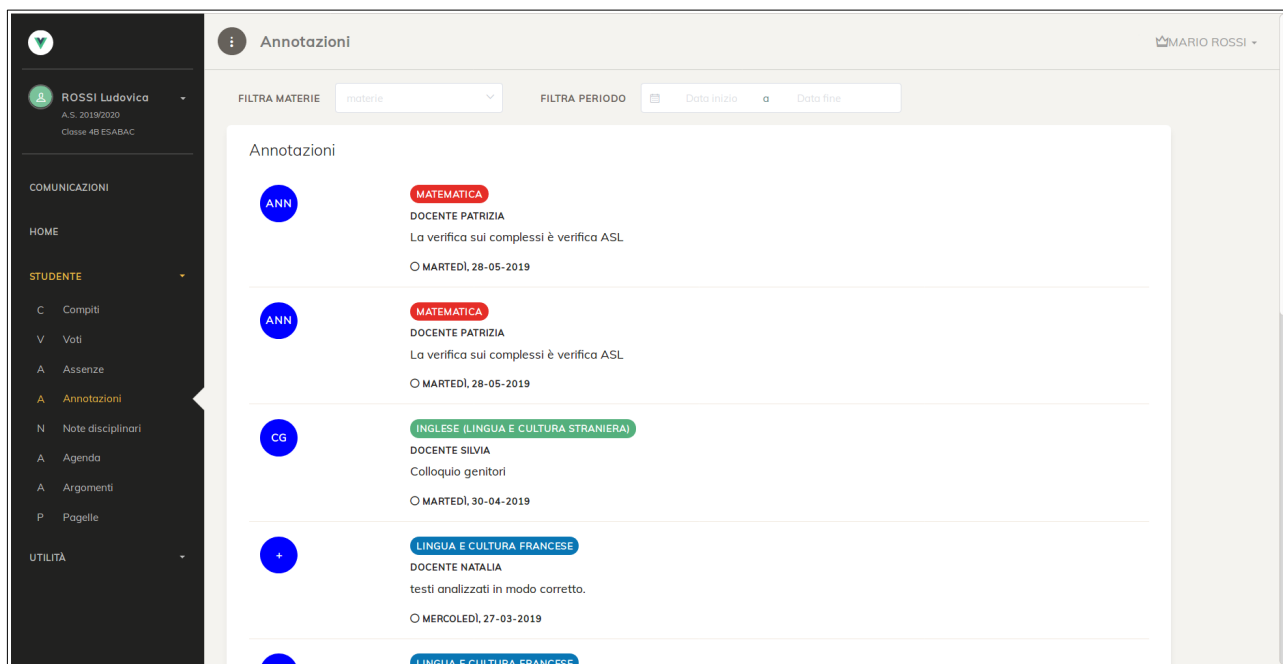 Annotazioni
MARIO ROSSI
ROSSI Ludovica
A.S. 2019/2020
Classe 4B ESABAC
COMUNICAZIONI
HOME
STUDENTE
C Compiti
V Voti
A Assenze
A Annotazioni
N Note disciplinari
A Agenda
A Argomenti
P Pagelle
UTILITÀ
FILTRA MATERIE materie FILTRA PERIODO Data inizio a Data fine
Annotazioni
ANN
MATEMATICA
DOCENTE PATRIZIA
La verifica sui complessi è verifica ASL
MARTEDÌ, 28-05-2019
ANN
MATEMATICA
DOCENTE PATRIZIA
La verifica sui complessi è verifica ASL
MARTEDÌ, 28-05-2019
CG
INGLESE (LINGUA E CULTURA STRANIERA)
DOCENTE SILVIA
Colloquio genitori
MARTEDÌ, 30-04-2019
+
LINGUA E CULTURA FRANCESE
DOCENTE NATALIA
testi analizzati in modo corretto.
MERCOLEDÌ, 27-03-2019
LINGUA E CULTURA FRANCESE